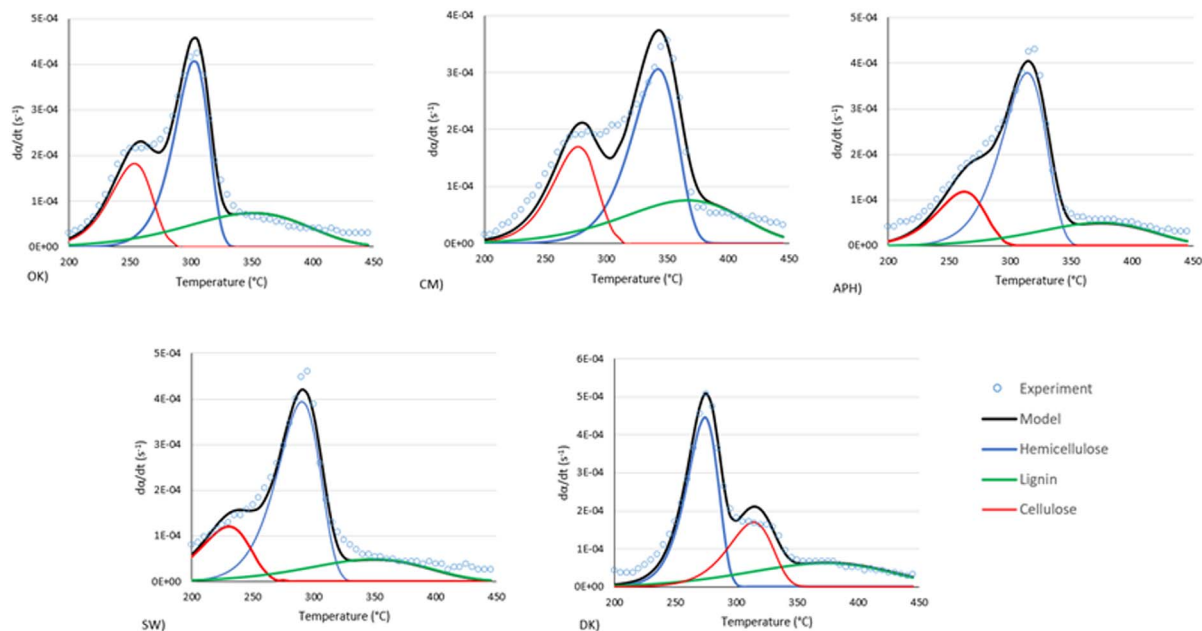 5E-04
4E-04
3E-04
2E-04
1E-04
0E+00
dα/dt (s⁻¹)
200 250 300 350 400 450
Temperature (°C)
OK)
4E-04
3E-04
2E-04
1E-04
0E+00
dα/dt (s⁻¹)
200 250 300 350 400 450
Temperature (°C)
CM)
5E-04
4E-04
3E-04
2E-04
1E-04
0E+00
dα/dt (s⁻¹)
200 250 300 350 400 450
Temperature (°C)
APH)
5E-04
4E-04
3E-04
2E-04
1E-04
0E+00
dα/dt (s⁻¹)
200 250 300 350 400 450
Temperature (°C)
SW)
6E-04
5E-04
4E-04
3E-04
2E-04
1E-04
0E+00
dα/dt (s⁻¹)
200 250 300 350 400 450
Temperature (°C)
DK)
Experiment
Model
Hemicellulose
Lignin
Cellulose